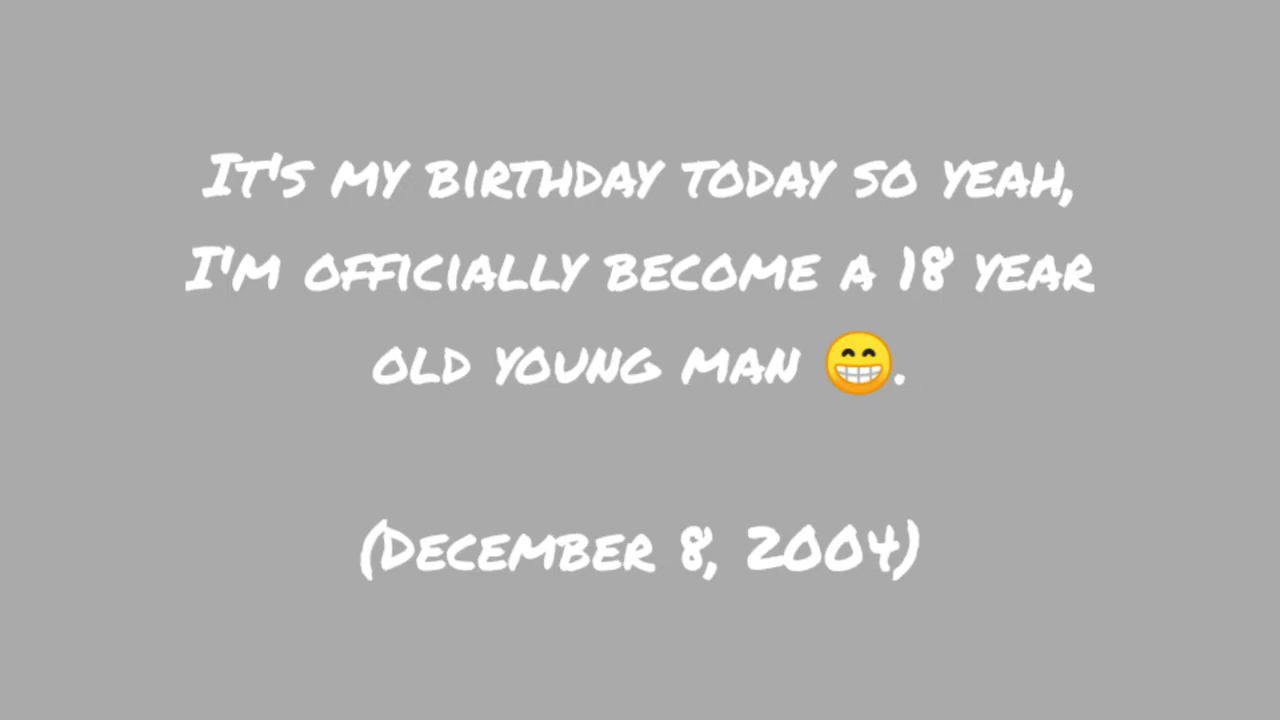 It's my birthday today so yeah,
I'm officially become a 18 year
old young man 😁.
(December 8, 2004)